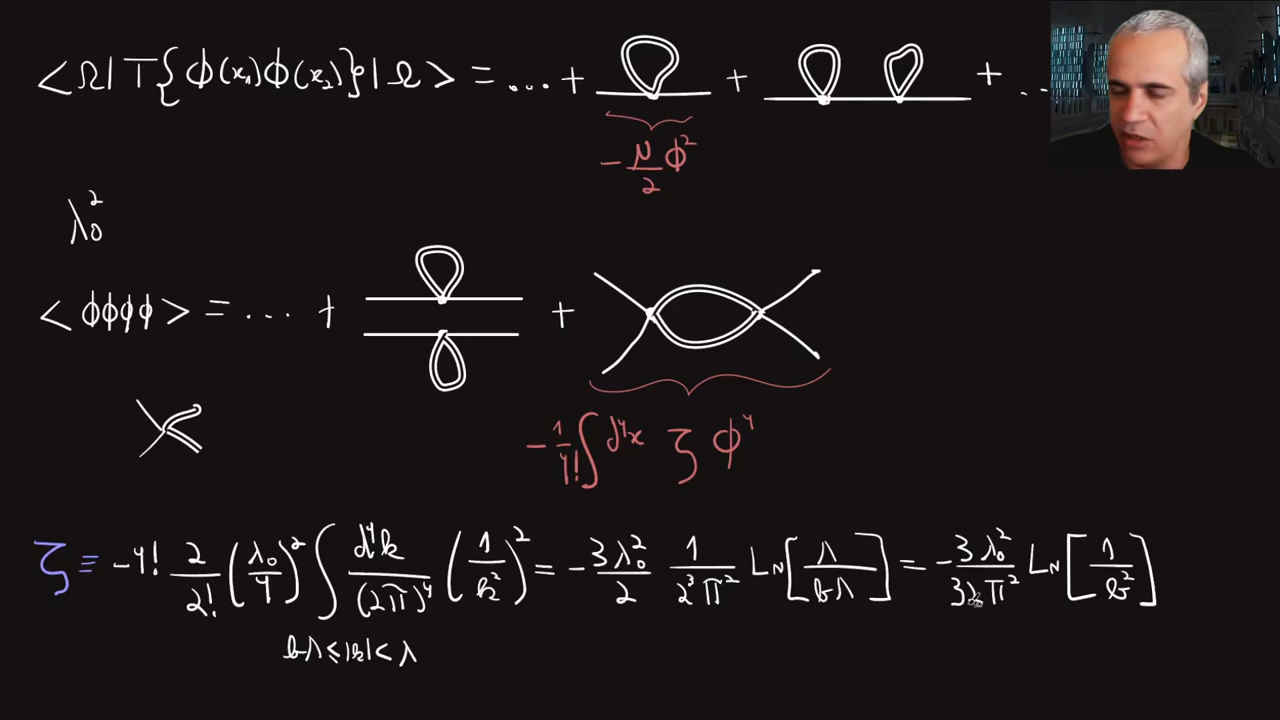 <Ω|T{ϕ(x₁)ϕ(x₂)}|Ω> = ... + + + ...
-μ/2 ϕ²
λ₀²
<ϕϕϕϕ> = ... + +
-1/4! ∫d⁴x ζ ϕ⁴
ζ ≡ -4! 2/2! (λ₀/4)² ∫ d⁴k/(2π)⁴ (1/k²)² = -3λ₀²/2 1/2³π² LN[Λ/bΛ] = -3λ₀²/32π² LN[1/b²]
bΛ≤|k|<Λ